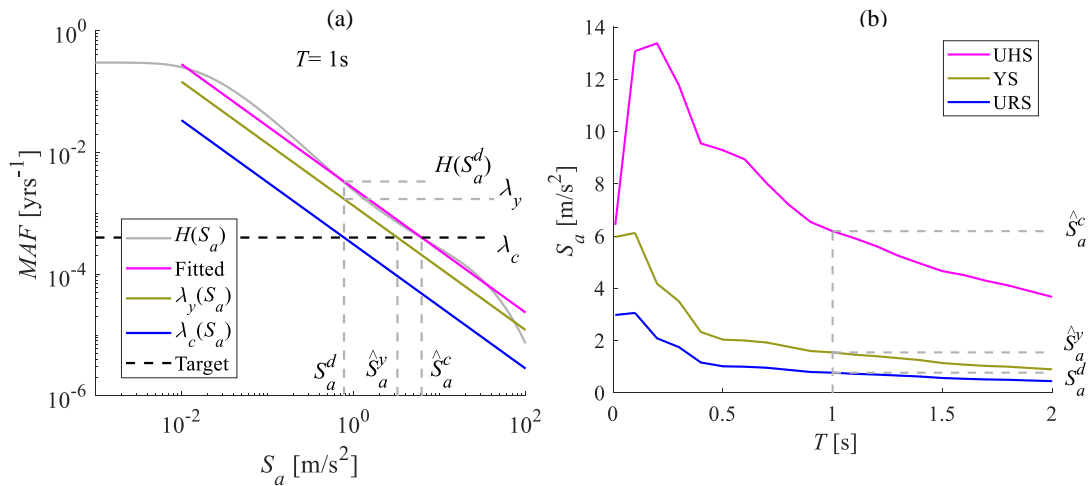 (a)
T= 1s
10^0
10^-2
10^-4
10^-6
MAF [yrs^-1]
H(S_a^d)
λ_y
λ_c
H(S_a)
Fitted
λ_y(S_a)
λ_c(S_a)
Target
S_a^d
Ŝ_a^y
Ŝ_a^c
10^-2
10^0
10^2
S_a [m/s^2]
(b)
14
12
10
8
6
4
2
0
S_a [m/s^2]
UHS
YS
URS
Ŝ_a^c
Ŝ_a^y
S_a^d
0
0.5
1
1.5
2
T [s]